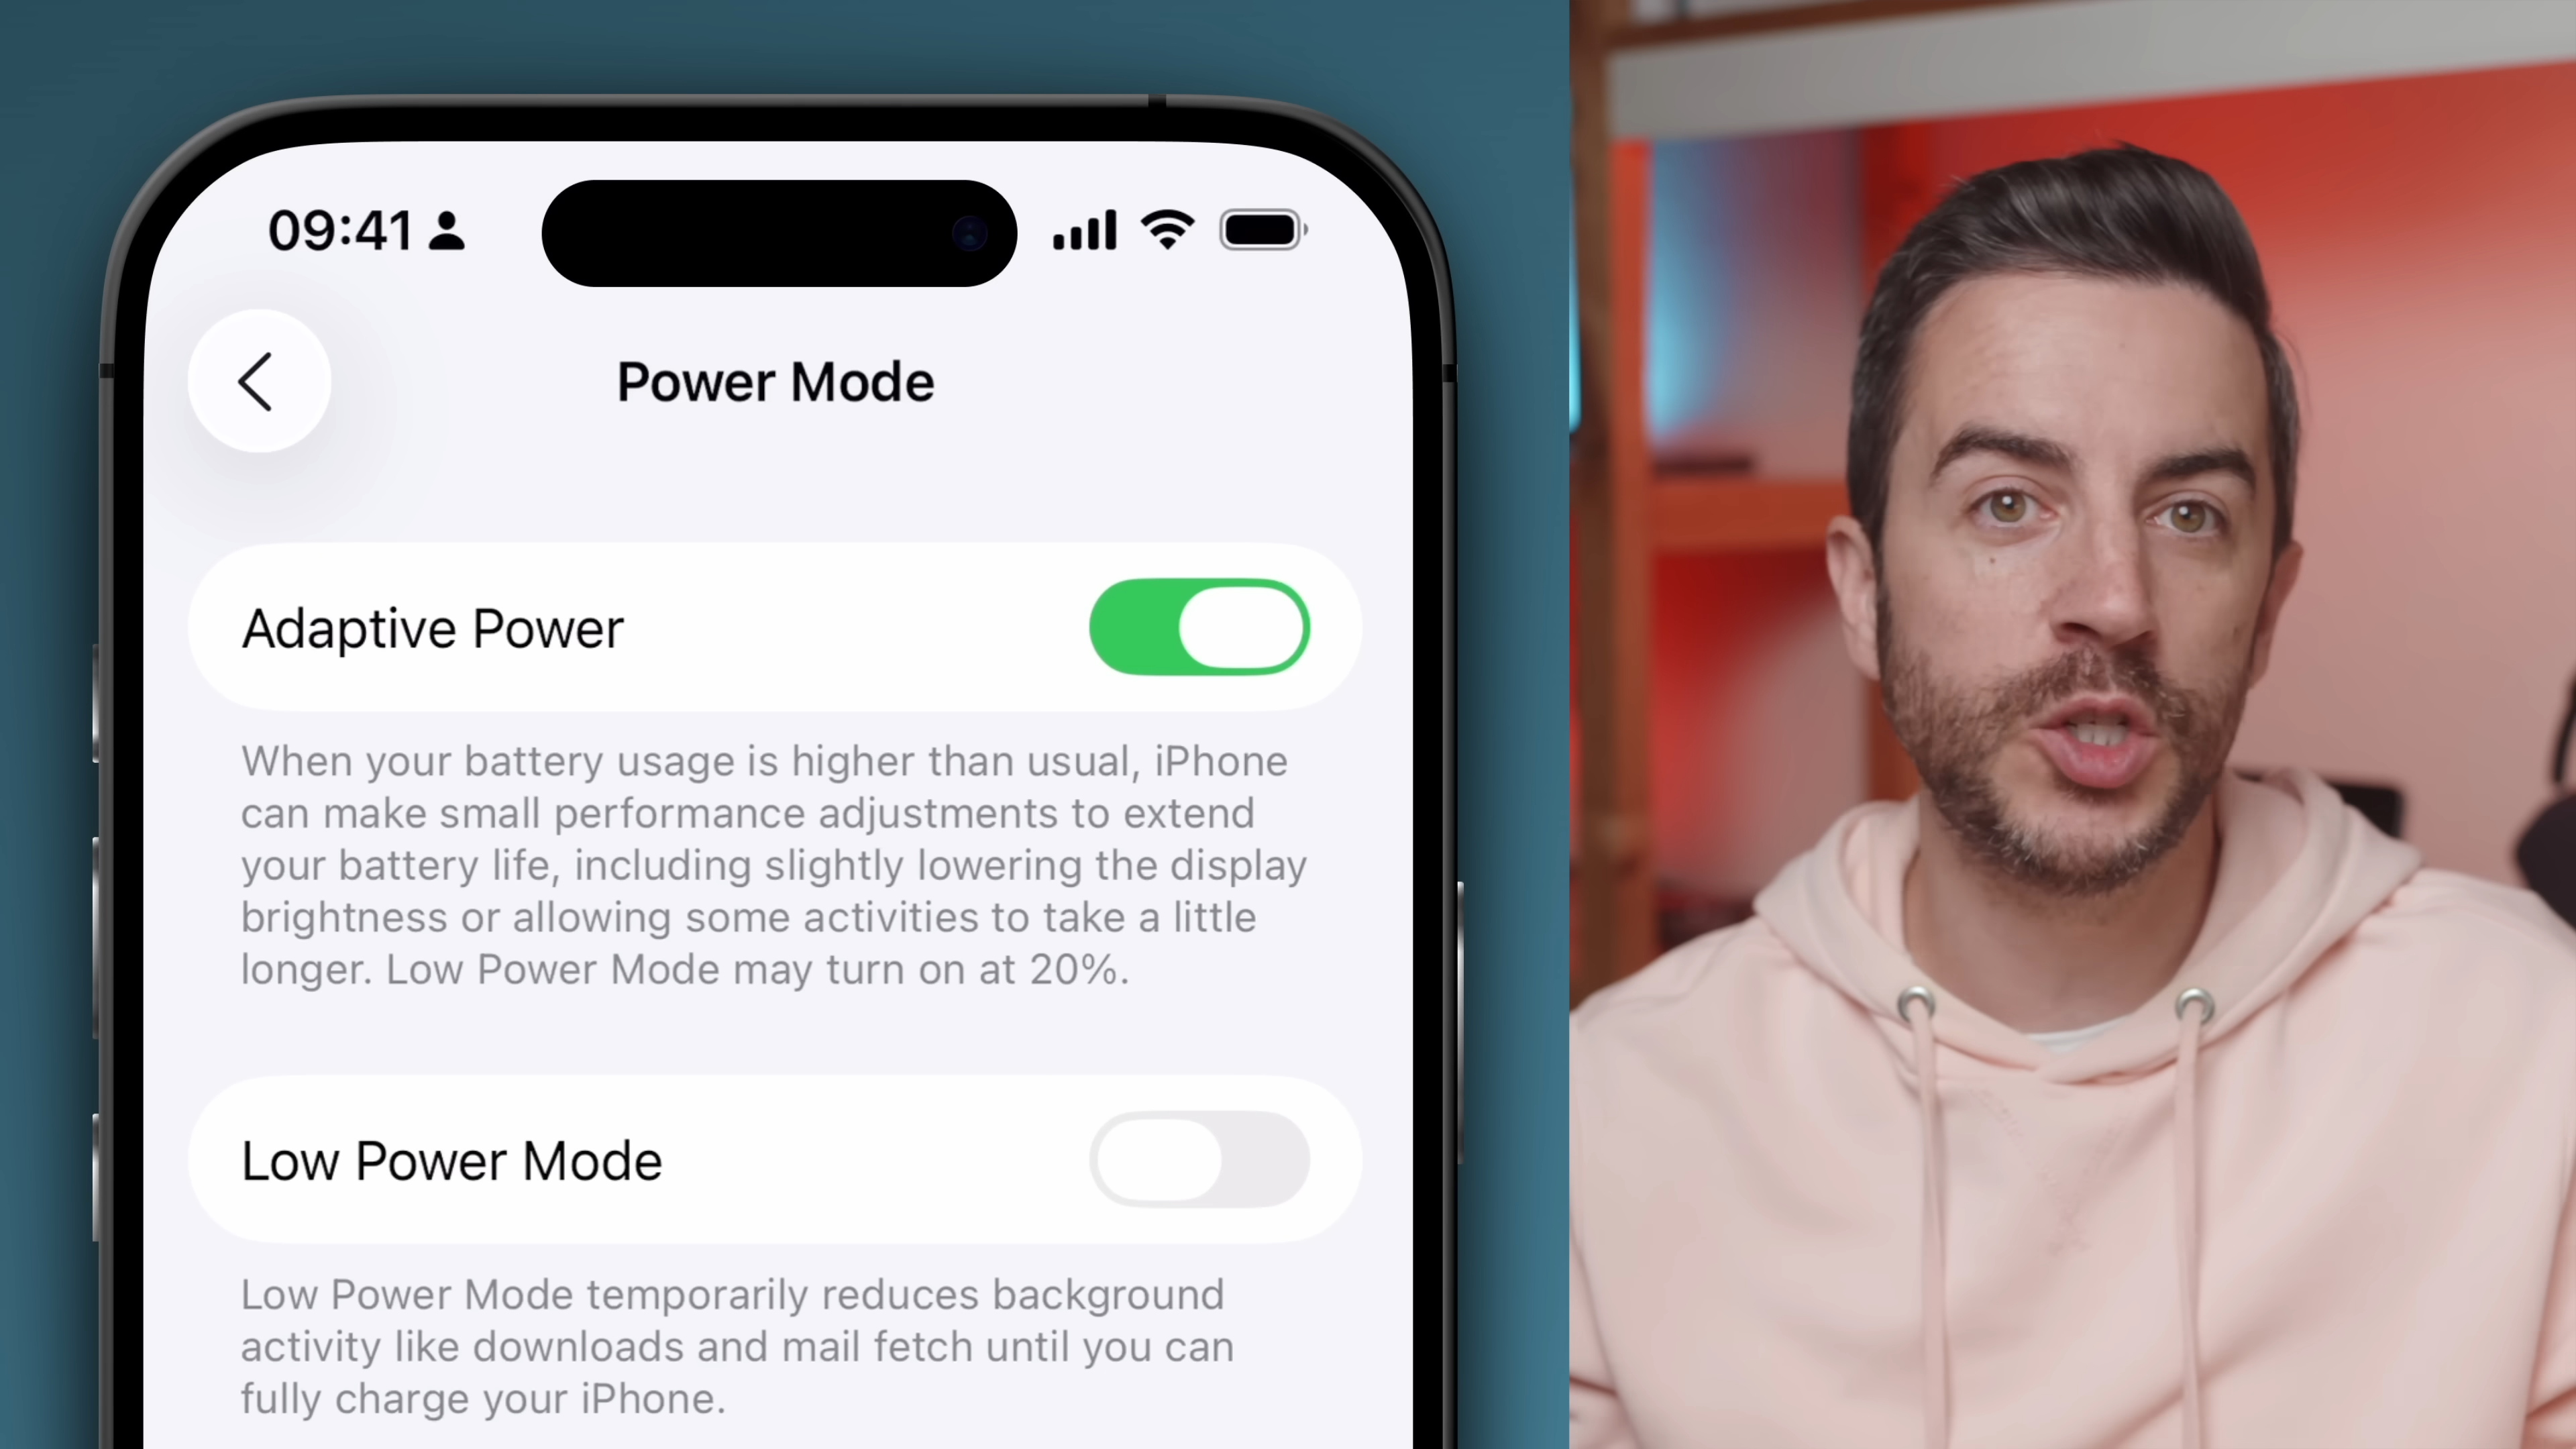 09:41
Power Mode
Adaptive Power
When your battery usage is higher than usual, iPhone
can make small performance adjustments to extend
your battery life, including slightly lowering the display
brightness or allowing some activities to take a little
longer. Low Power Mode may turn on at 20%.
Low Power Mode
Low Power Mode temporarily reduces background
activity like downloads and mail fetch until you can
fully charge your iPhone.